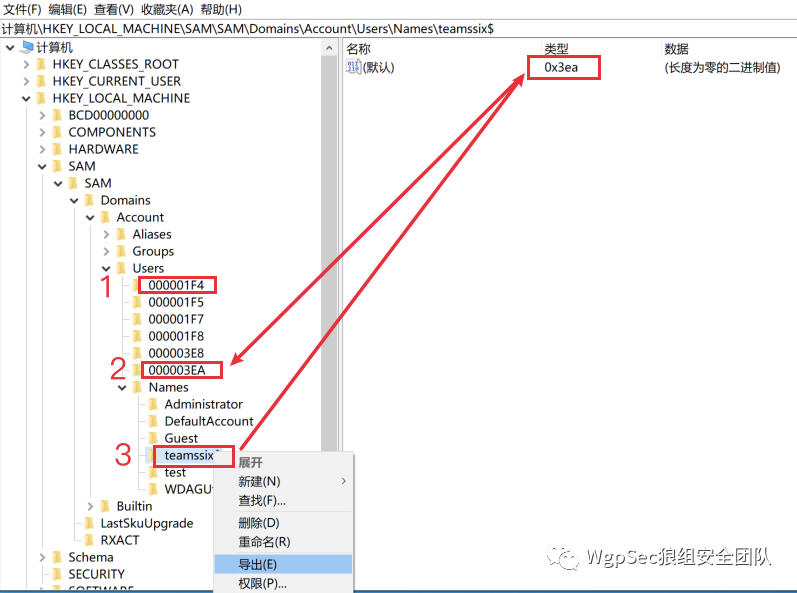 文件(F) 编辑(E) 查看(V) 收藏夹(A) 帮助(H)
计算机\HKEY_LOCAL_MACHINE\SAM\SAM\Domains\Account\Users\Names\teamssix$
计算机
HKEY_CLASSES_ROOT
HKEY_CURRENT_USER
HKEY_LOCAL_MACHINE
BCD00000000
COMPONENTS
HARDWARE
SAM
SAM
Domains
Account
Aliases
Groups
Users
1 000001F4
000001F5
000001F7
000001F8
000003E8
2 000003EA
Names
Administrator
DefaultAccount
Guest
3 teamssix
test
Builtin
LastSkuUpgrade
RXACT
Schema
SECURITY
SOFTWARE
名称 类型 数据
(默认) 0x3ea (长度为零的二进制值)
展开
新建(N)
查找(F)...
删除(D)
重命名(R)
导出(E)
权限(P)...
WgpSec狼组安全团队